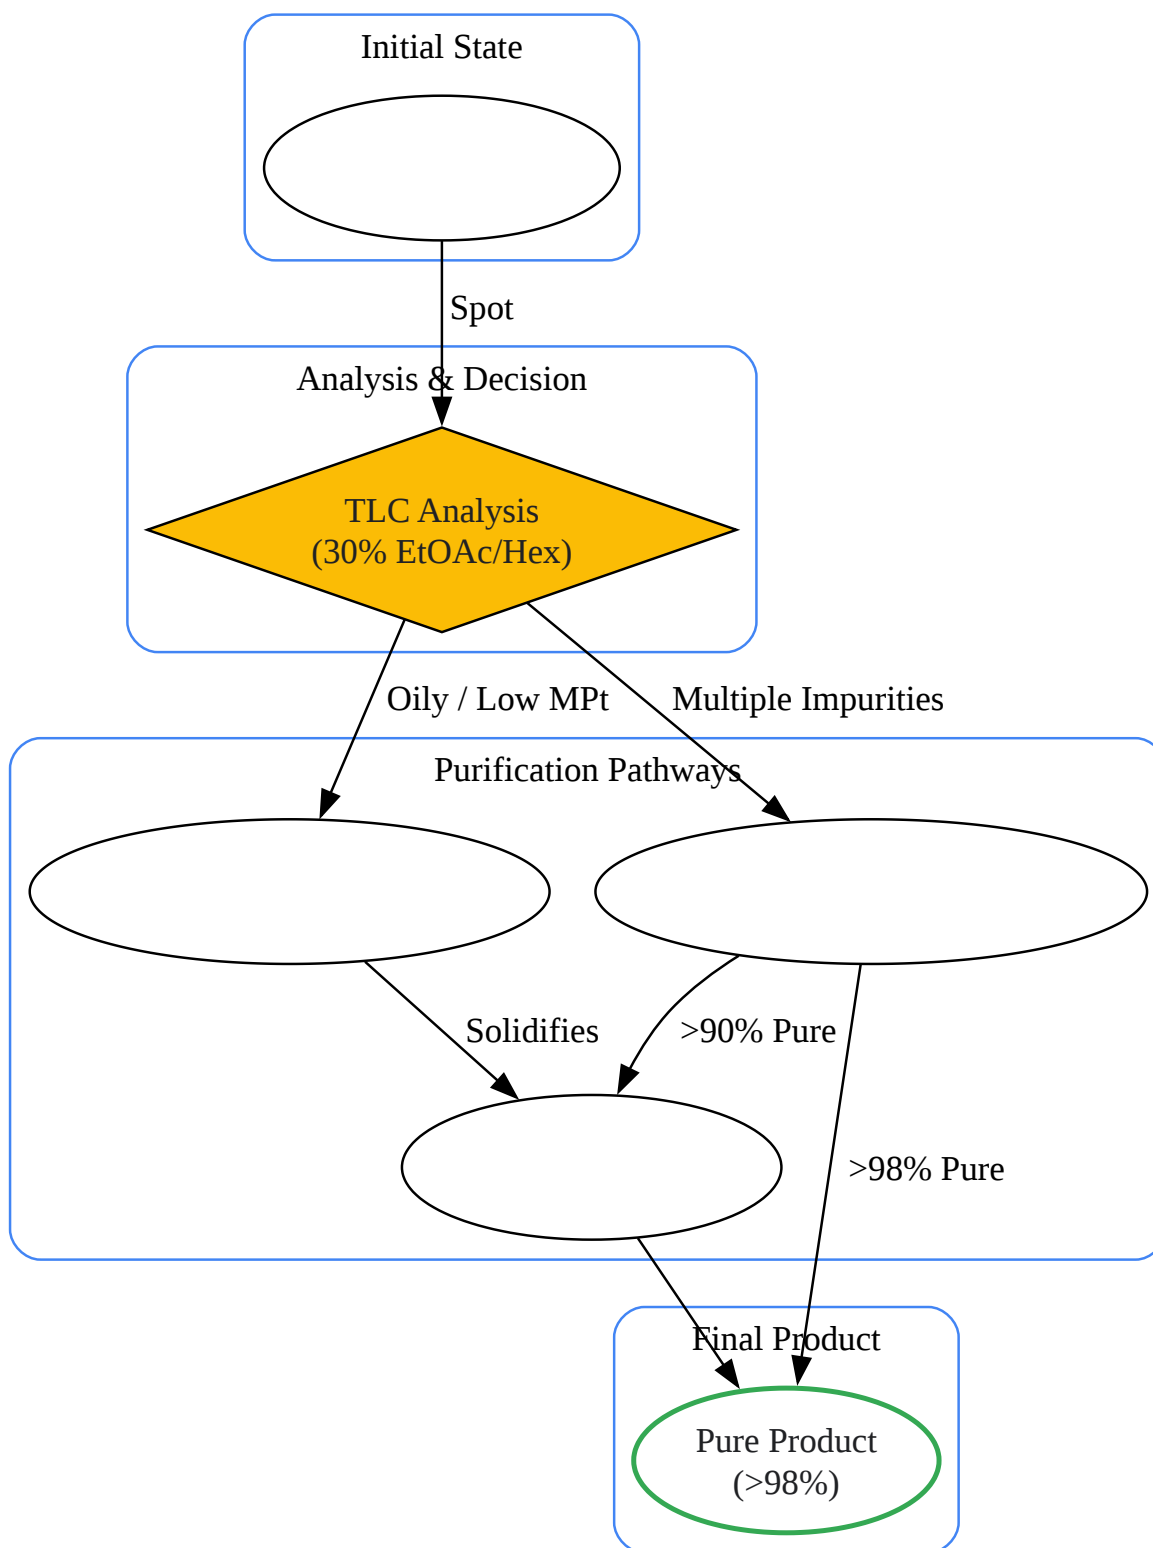 Initial State
Spot
Analysis & Decision
TLC Analysis
(30% EtOAc/Hex)
Oily / Low MPt
Multiple Impurities
Purification Pathways
Solidifies
>90% Pure
>98% Pure
Final Product
Pure Product
(>98%)